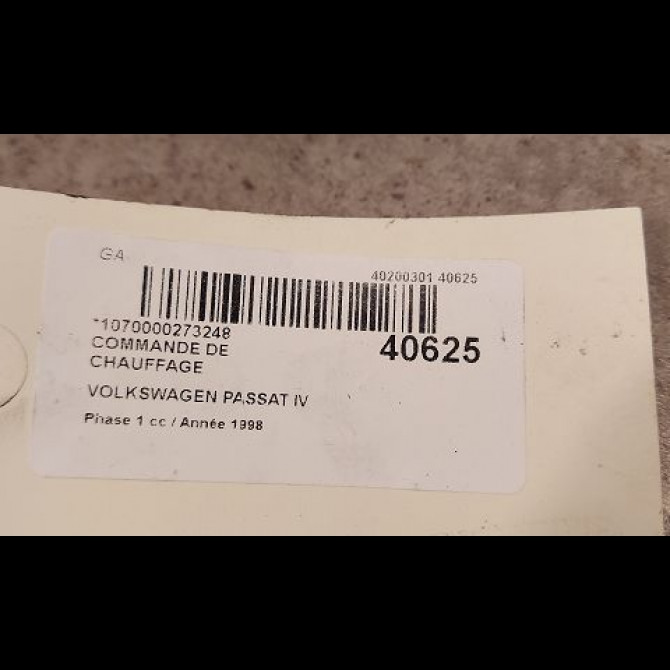 GA
40200301 40625
*1070000273248
COMMANDE DE
40625
CHAUFFAGE
VOLKSWAGEN PASSAT IV
Phase 1 cc / Année 1998